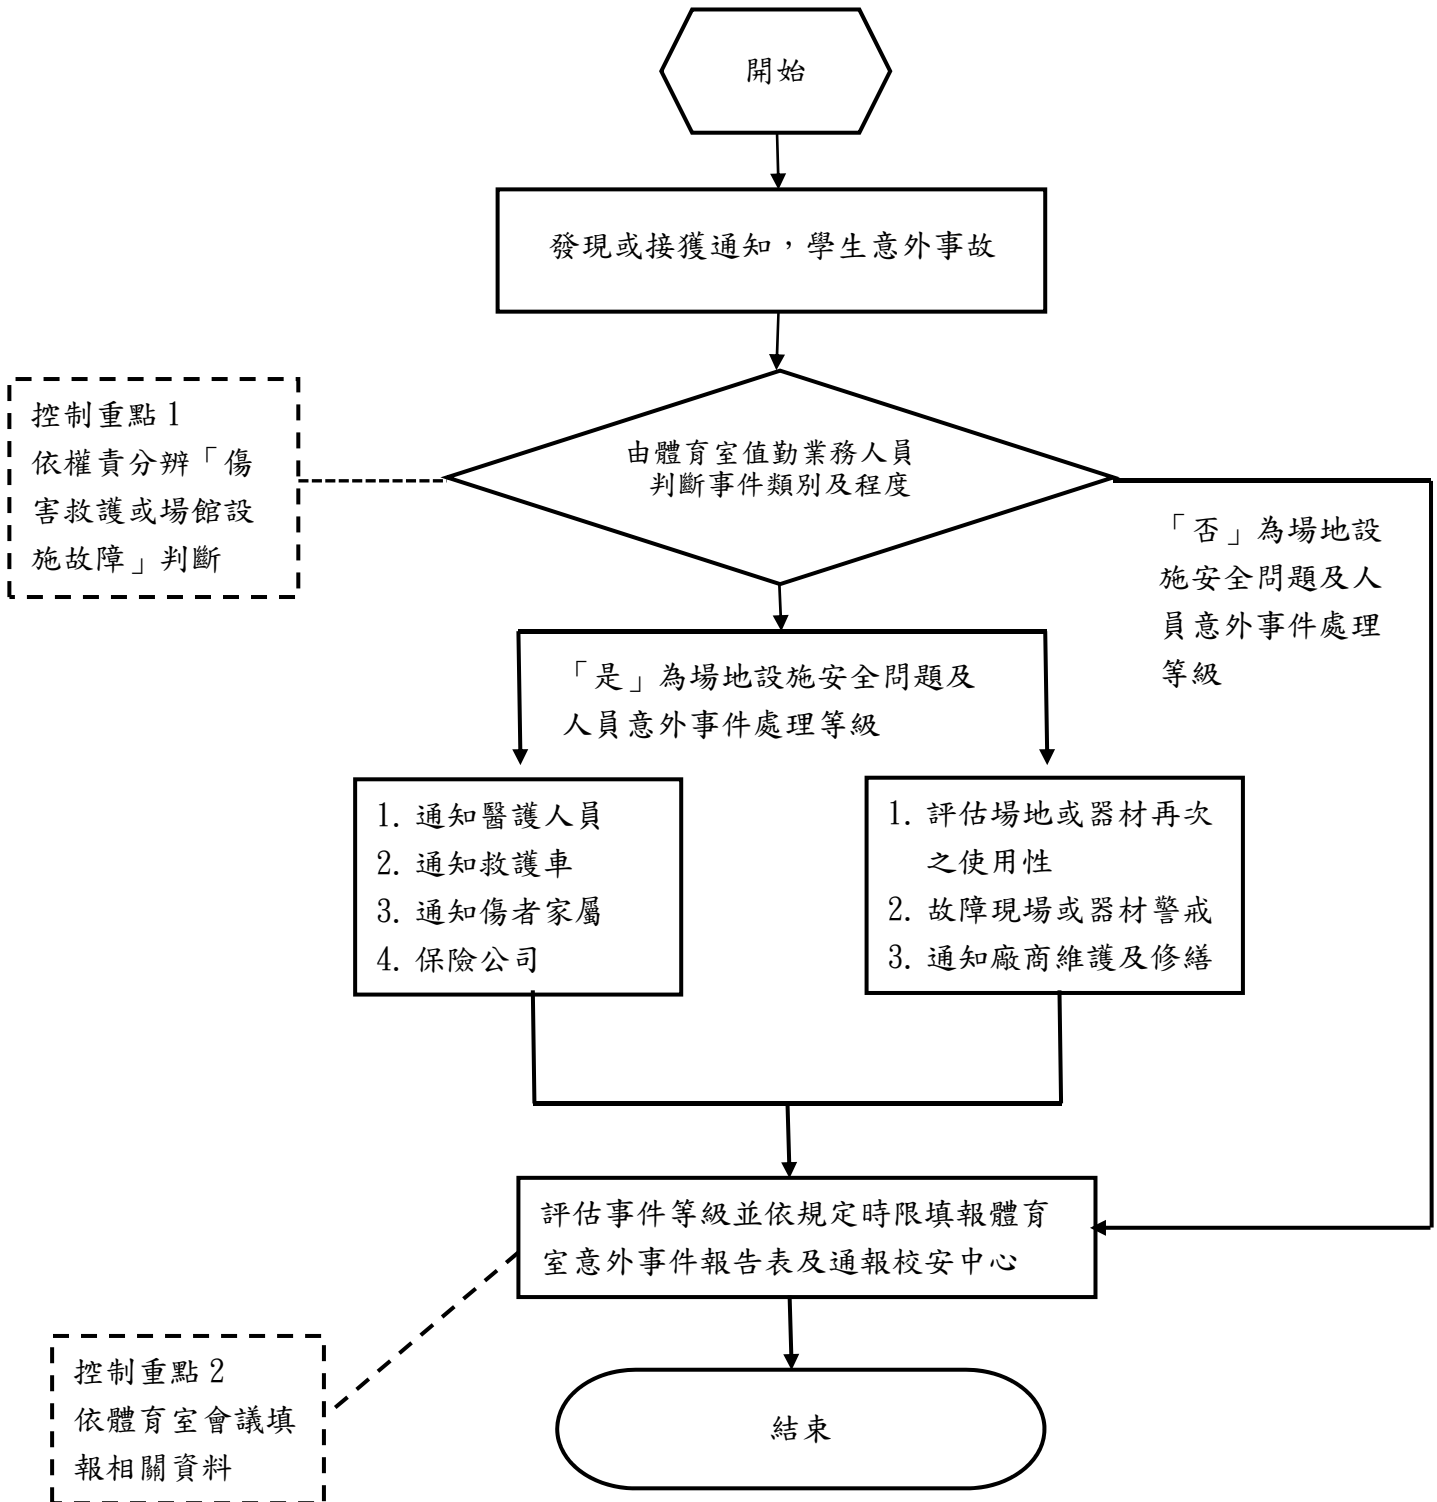 開始
發現或接獲通知，學生意外事故
控制重點 1
依權責分辨「傷
害救護或場館設
施故障」判斷
由體育室值勤業務人員
判斷事件類別及程度
「否」為場地設
施安全問題及人
員意外事件處理
等級
「是」為場地設施安全問題及
人員意外事件處理等級
1. 通知醫護人員
2. 通知救護車
3. 通知傷者家屬
4. 保險公司
1. 評估場地或器材再次
之使用性
2. 故障現場或器材警戒
3. 通知廠商維護及修繕
評估事件等級並依規定時限填報體育
室意外事件報告表及通報校安中心
控制重點 2
依體育室會議填
報相關資料
結束